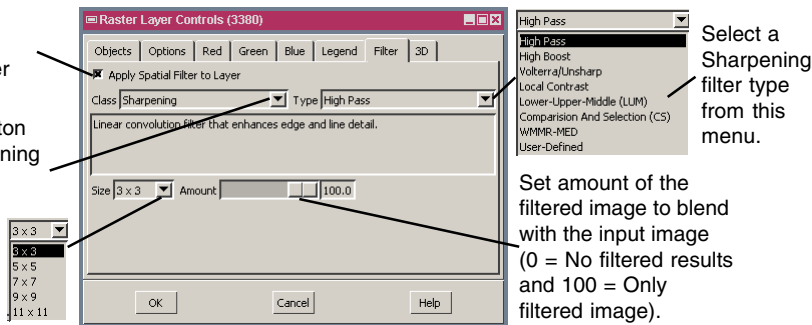 Raster Layer Controls (3380)
Objects Options Red Green Blue Legend Filter 3D
Apply Spatial Filter to Layer
Class Sharpening Type High Pass
Linear convolution filter that enhances edge and line detail.
Size 3 x 3 Amount 100.0
OK Cancel Help
er
ton
ning
3 x 3
3 x 3
5 x 5
7 x 7
9 x 9
11 x 11
High Pass
High Pass
High Boost
Volterra/Unsharp
Local Contrast
Lower-Upper-Middle (LUM)
Comparision And Selection (CS)
WMMR-MED
User-Defined
Select a
Sharpening
filter type
from this
menu.
Set amount of the
filtered image to blend
with the input image
(0 = No filtered results
and 100 = Only
filtered image).